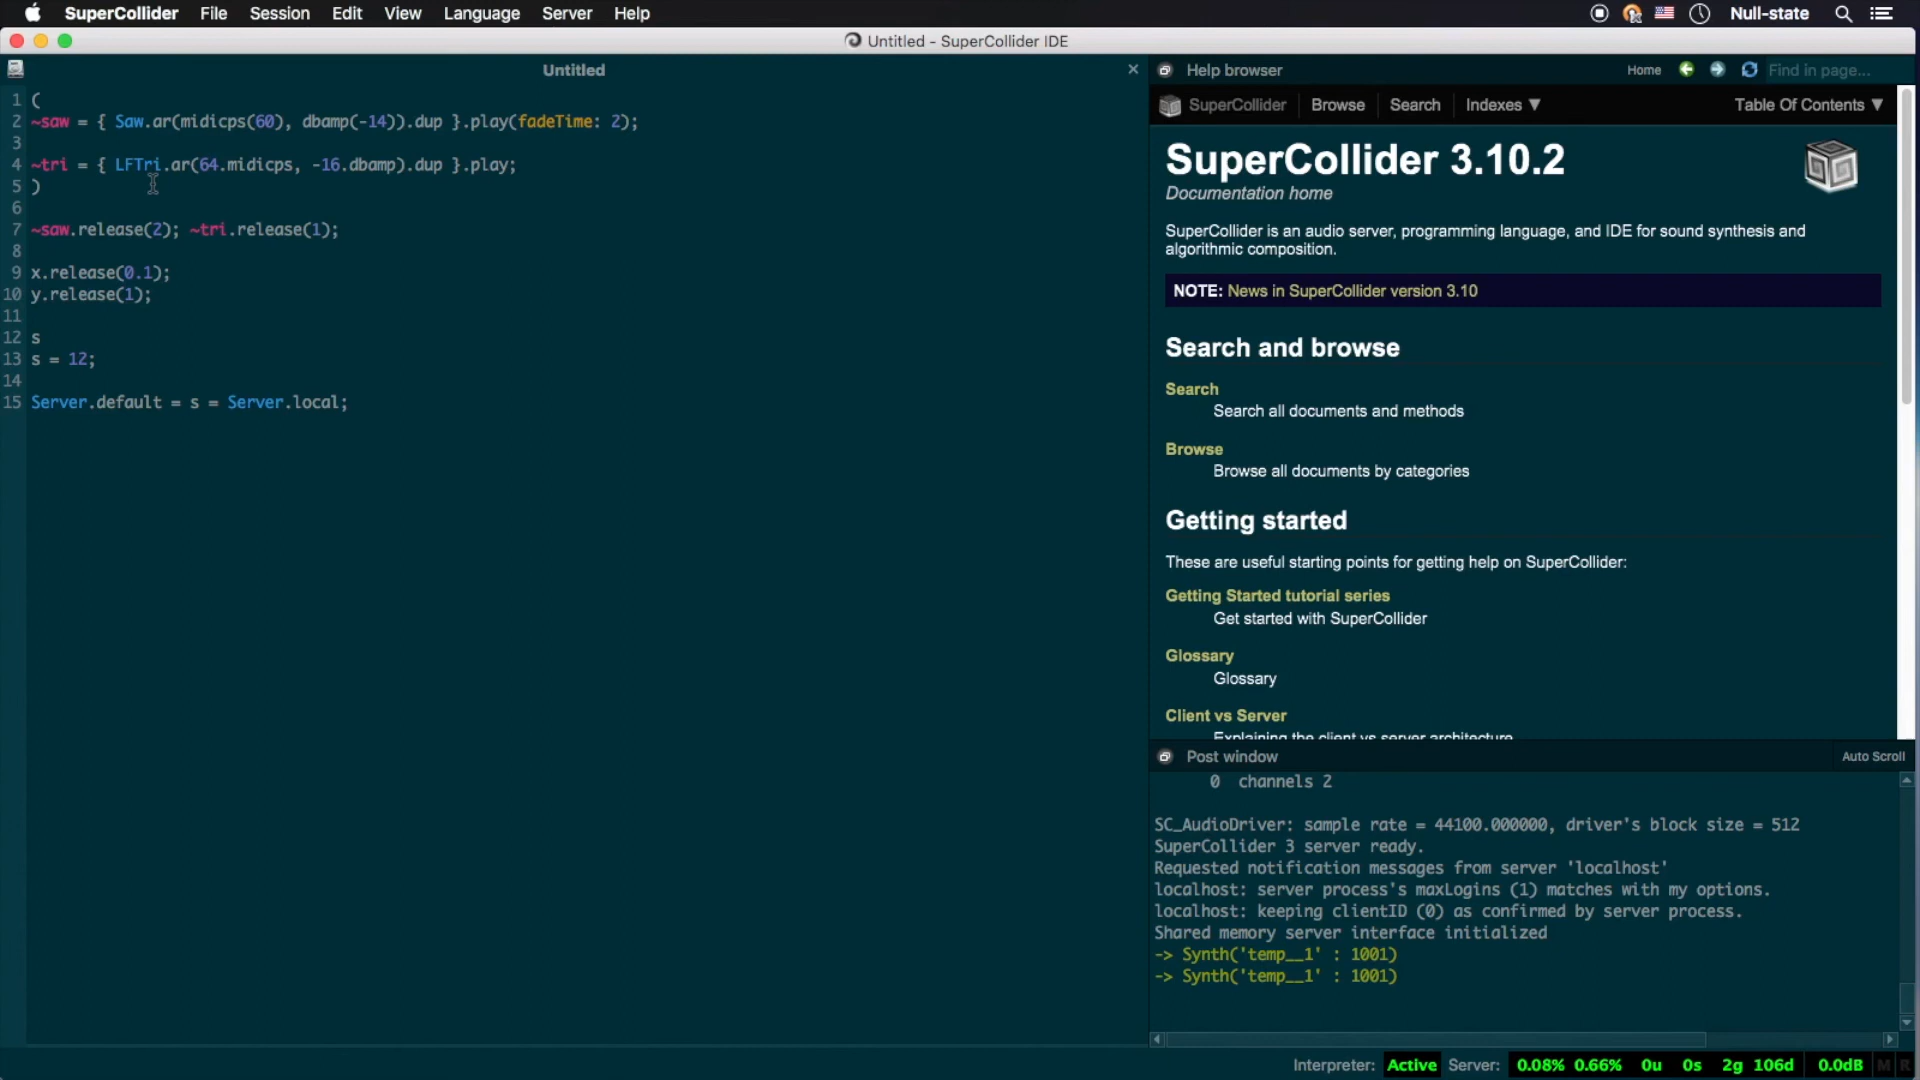 SuperCollider File Session Edit View Language Server Help Null-state
Untitled - SuperCollider IDE
Untitled
1 (
2 ~saw = { Saw.ar(midicps(60), dbamp(-14)).dup }.play(fadeTime: 2);
3
4 ~tri = { LFTri.ar(64.midicps, -16.dbamp).dup }.play;
5 )
6
7 ~saw.release(2); ~tri.release(1);
8
9 x.release(0.1);
10 y.release(1);
11
12 s
13 s = 12;
14
15 Server.default = s = Server.local;
Help browser Home Find in page...
SuperCollider Browse Search Indexes ▼ Table Of Contents ▼
SuperCollider 3.10.2
Documentation home
SuperCollider is an audio server, programming language, and IDE for sound synthesis and
algorithmic composition.
NOTE: News in SuperCollider version 3.10
Search and browse
Search
Search all documents and methods
Browse
Browse all documents by categories
Getting started
These are useful starting points for getting help on SuperCollider:
Getting Started tutorial series
Get started with SuperCollider
Glossary
Glossary
Client vs Server
Explaining the client vs server architecture
Post window Auto Scroll
0 channels 2
SC_AudioDriver: sample rate = 44100.000000, driver's block size = 512
SuperCollider 3 server ready.
Requested notification messages from server 'localhost'
localhost: server process's maxLogins (1) matches with my options.
localhost: keeping clientID (0) as confirmed by server process.
Shared memory server interface initialized
-> Synth('temp__1' : 1001)
-> Synth('temp__1' : 1001)
Interpreter: Active Server: 0.08% 0.66% 0u 0s 2g 106d 0.0dB M R